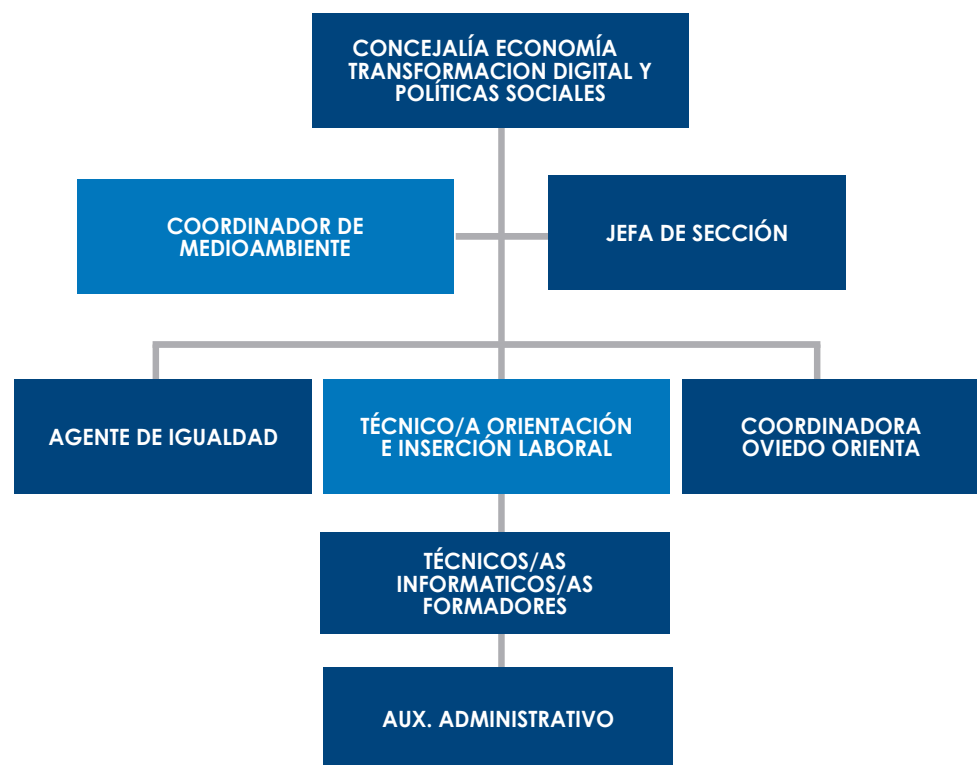 CONCEJALÍA ECONOMÍA
TRANSFORMACION DIGITAL Y
POLÍTICAS SOCIALES
COORDINADOR DE
MEDIOAMBIENTE
JEFA DE SECCIÓN
AGENTE DE IGUALDAD
TÉCNICO/A ORIENTACIÓN
E INSERCIÓN LABORAL
COORDINADORA
OVIEDO ORIENTA
TÉCNICOS/AS
INFORMATICOS/AS
FORMADORES
AUX. ADMINISTRATIVO